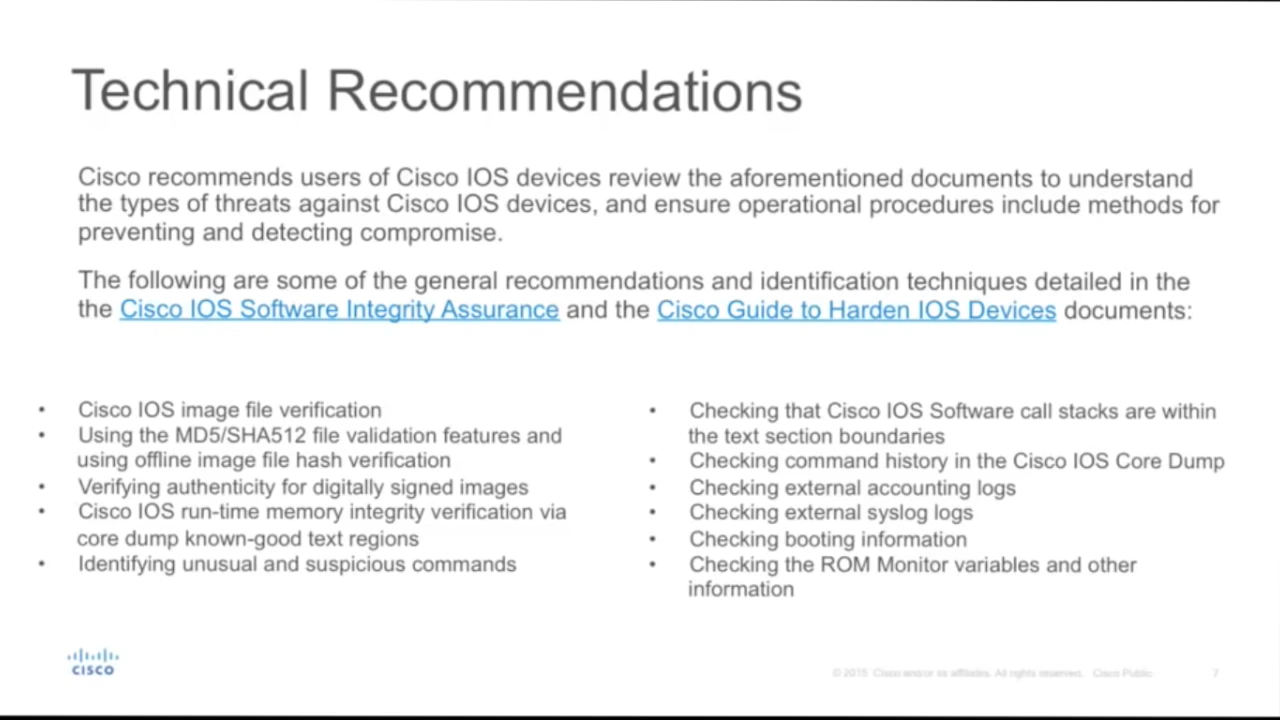 Technical Recommendations
Cisco recommends users of Cisco IOS devices review the aforementioned documents to understand
the types of threats against Cisco IOS devices, and ensure operational procedures include methods for
preventing and detecting compromise.
The following are some of the general recommendations and identification techniques detailed in the
the Cisco IOS Software Integrity Assurance and the Cisco Guide to Harden IOS Devices documents:
• Cisco IOS image file verification
• Using the MD5/SHA512 file validation features and
using offline image file hash verification
• Verifying authenticity for digitally signed images
• Cisco IOS run-time memory integrity verification via
core dump known-good text regions
• Identifying unusual and suspicious commands
• Checking that Cisco IOS Software call stacks are within
the text section boundaries
• Checking command history in the Cisco IOS Core Dump
• Checking external accounting logs
• Checking external syslog logs
• Checking booting information
• Checking the ROM Monitor variables and other
information
CISCO
© 2015 Cisco and/or its affiliates. All rights reserved. Cisco Public
7